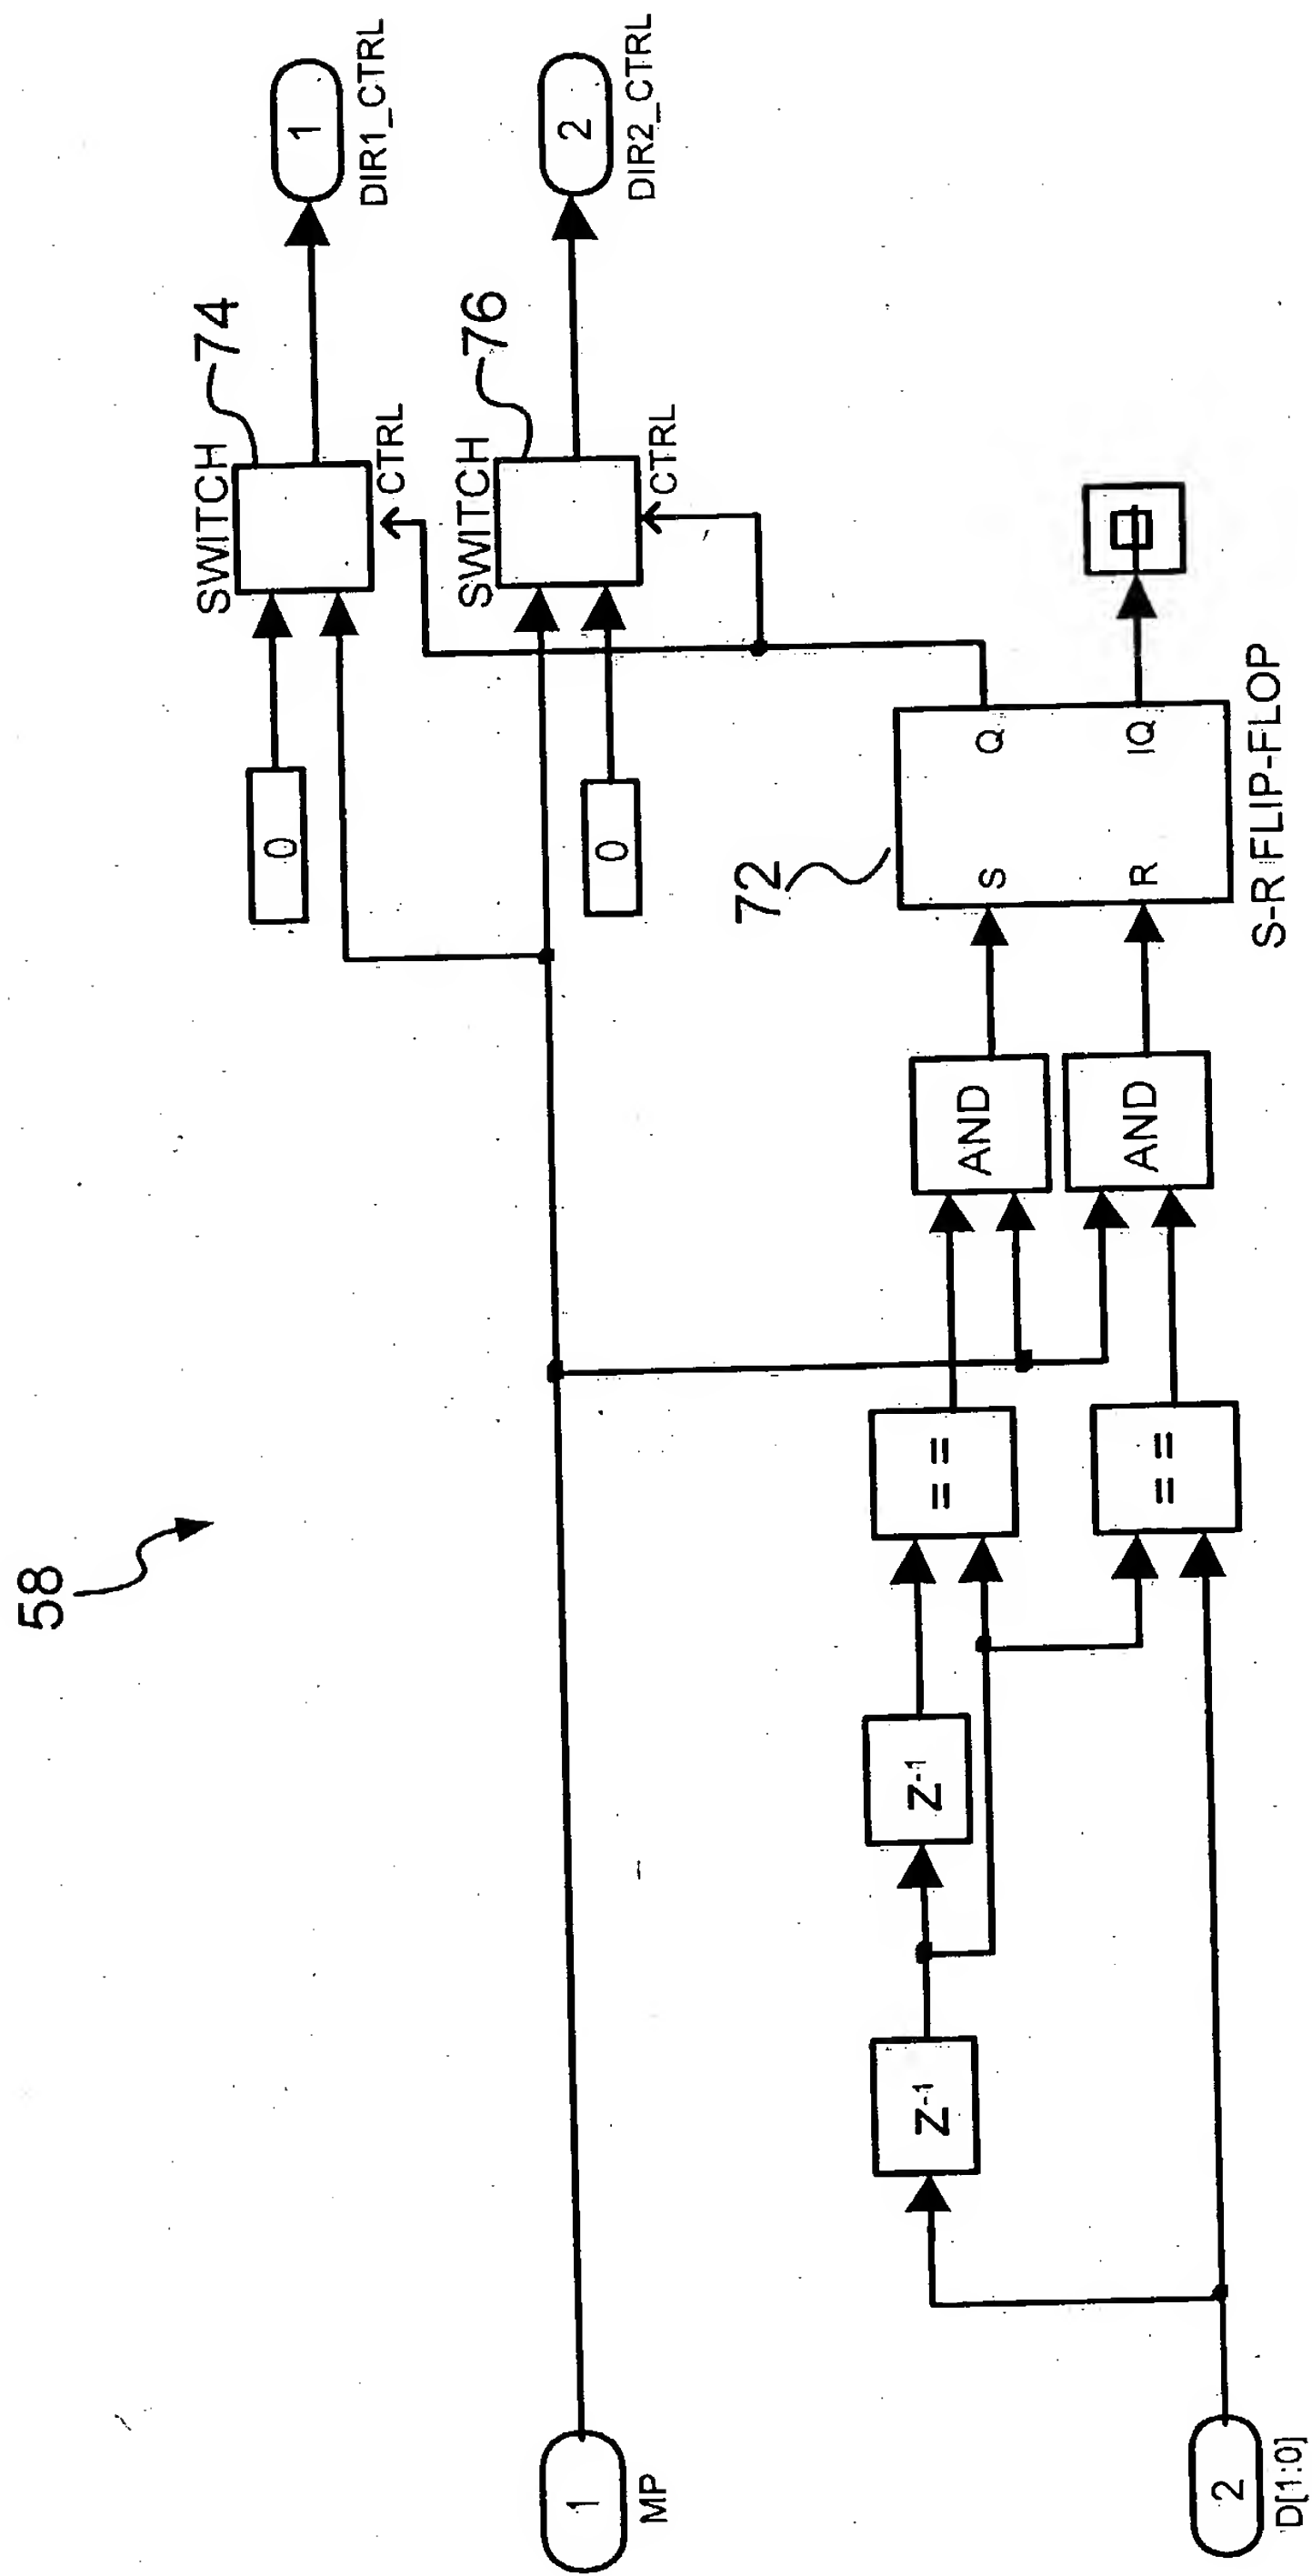 58
SWITCH
74
1
DIR1_CTRL
0
CTRL
SWITCH
76
2
DIR2_CTRL
0
CTRL
1
MP
Z-1
Z-1
= =
= =
AND
AND
72
S
Q
R
IQ
S-R FLIP-FLOP
2
D[1:0]